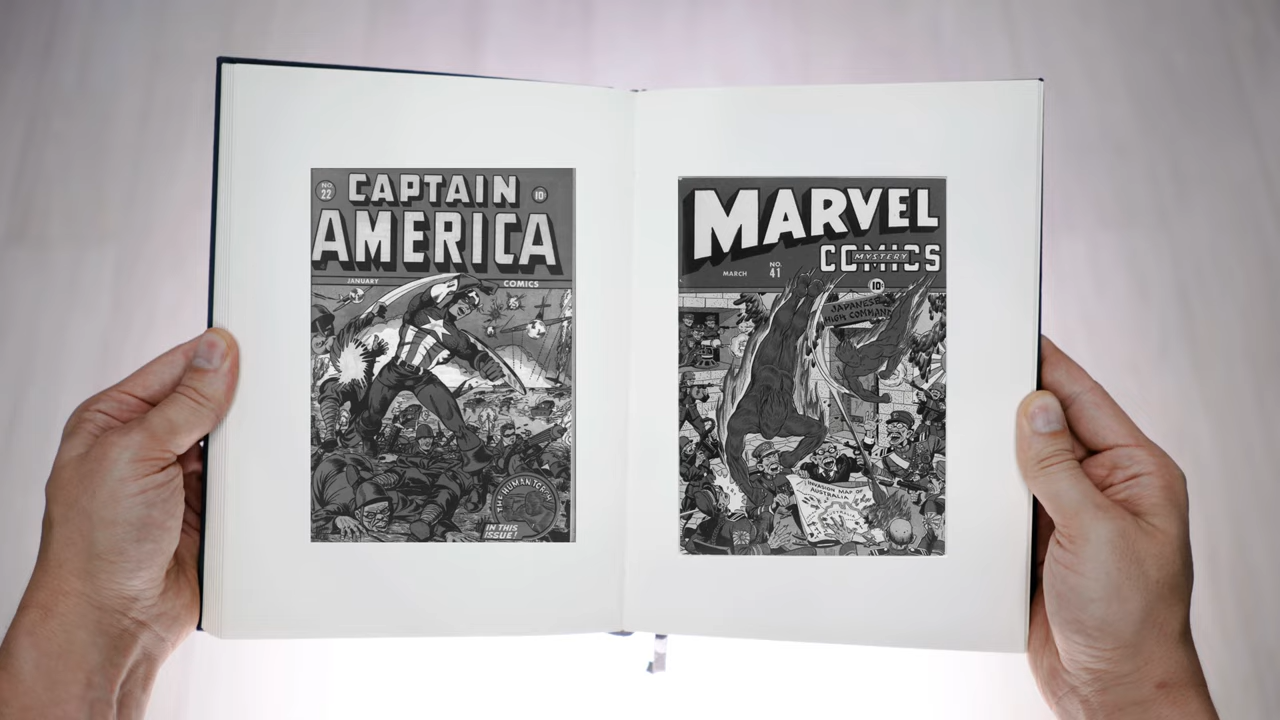 NO. 22
CAPTAIN
10¢
AMERICA
JANUARY
COMICS
THE HUMAN TORCH
IN THIS
ISSUE!
MARVEL
MYSTERY
COMICS
MARCH
NO.
41
10¢
JAPANESE
HIGH COMMAND
INVASION MAP OF
AUSTRALIA